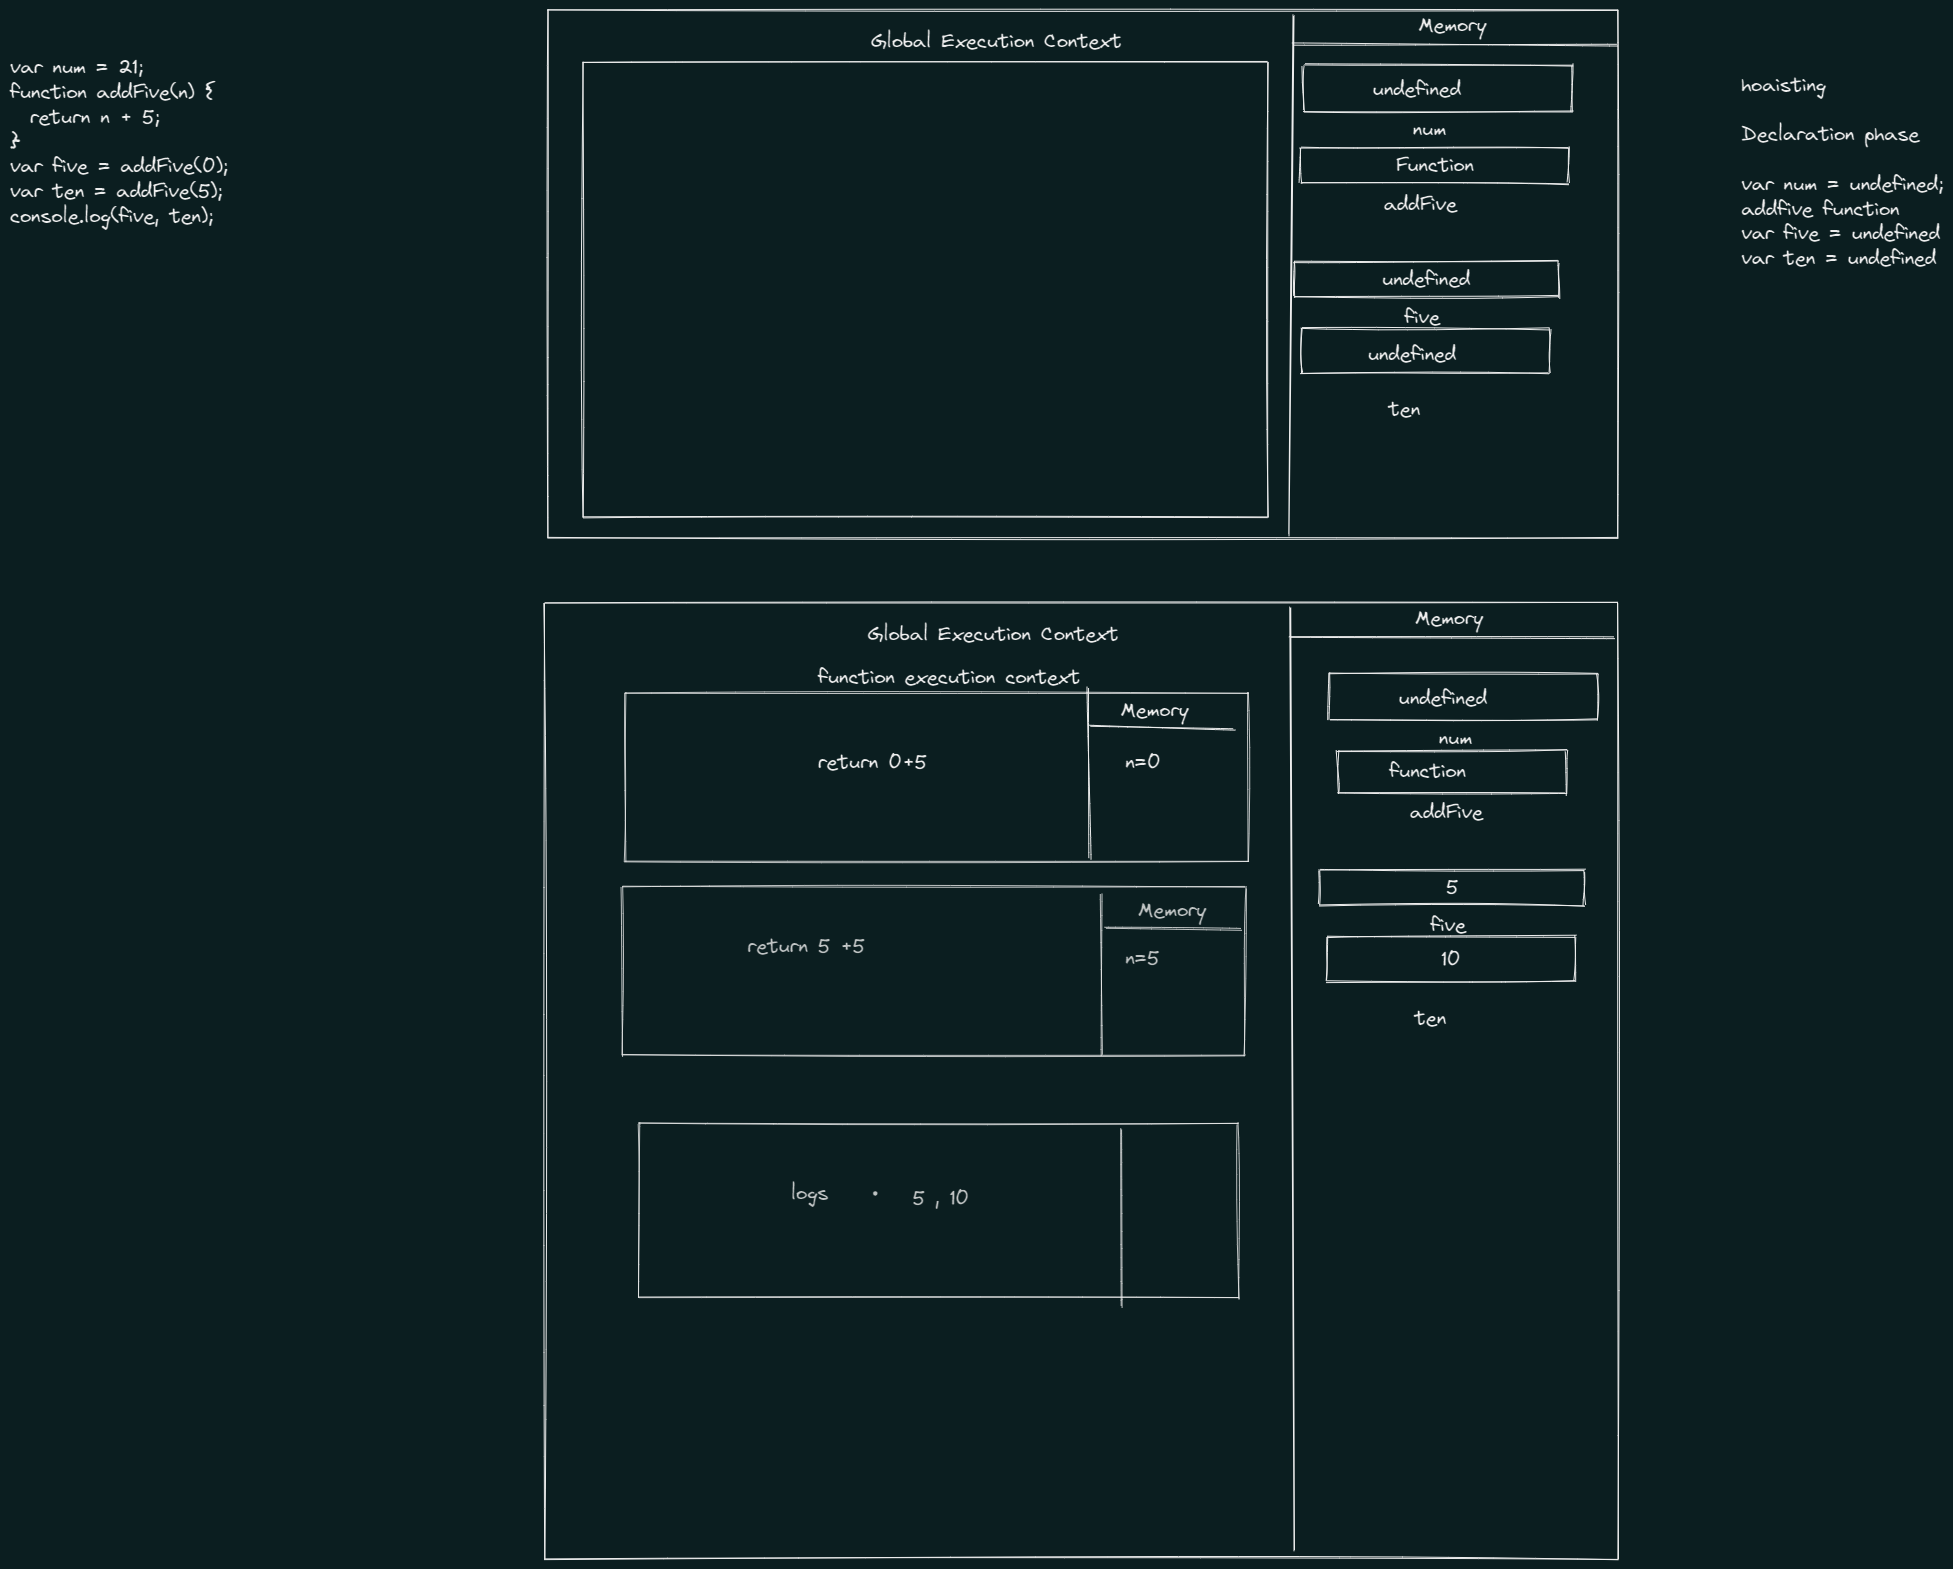 var num = 21;
function addFive(n) {
return n + 5;
}
var five = addFive(0);
var ten = addFive(5);
console.log(five, ten);
Global Execution Context
Memory
undefined
num
Function
addFive
undefined
five
undefined
ten
hoaisting
Declaration phase
var num = undefined;
addfive function
var five = undefined
var ten = undefined
Global Execution Context
function execution context
Memory
return 0+5
n=0
Memory
return 5 +5
n=5
logs · 5 , 10
Memory
undefined
num
function
addFive
5
five
10
ten